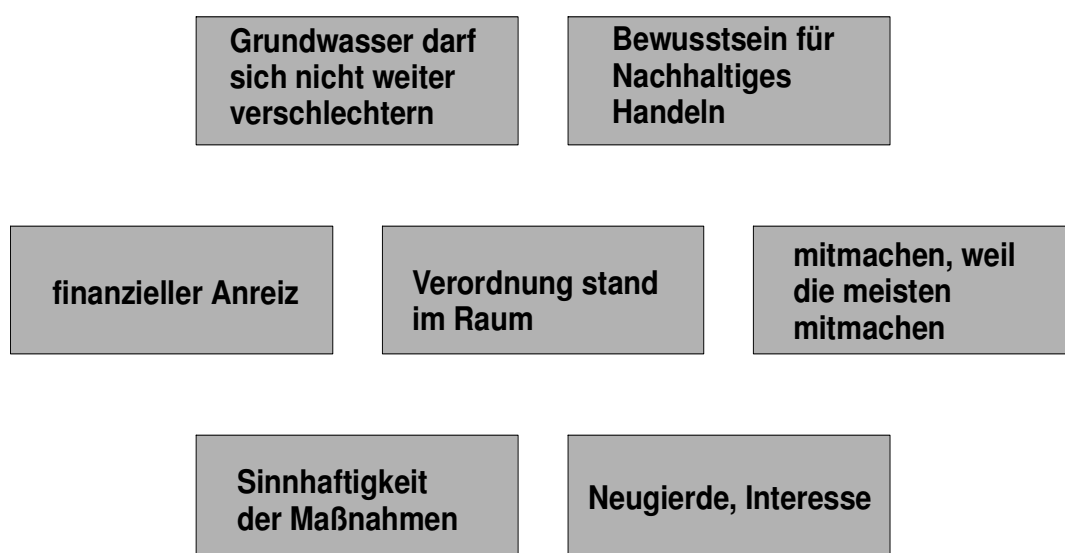 Grundwasser darf
sich nicht weiter
verschlechtern
Bewusstsein für
Nachhaltiges
Handeln
finanzieller Anreiz
Verordnung stand
im Raum
mitmachen, weil
die meisten
mitmachen
Sinnhaftigkeit
der Maßnahmen
Neugierde, Interesse